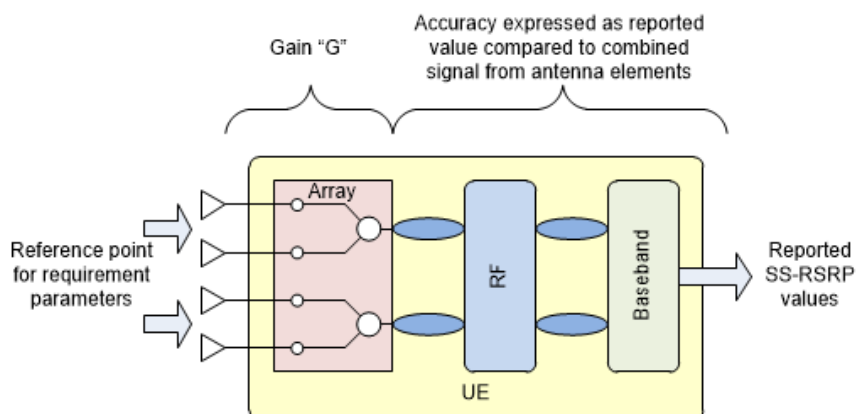 Gain “G”
Accuracy expressed as reported
value compared to combined
signal from antenna elements
Array
Reference point
for requirement
parameters
RF
Baseband
Reported
SS-RSRP
values
UE